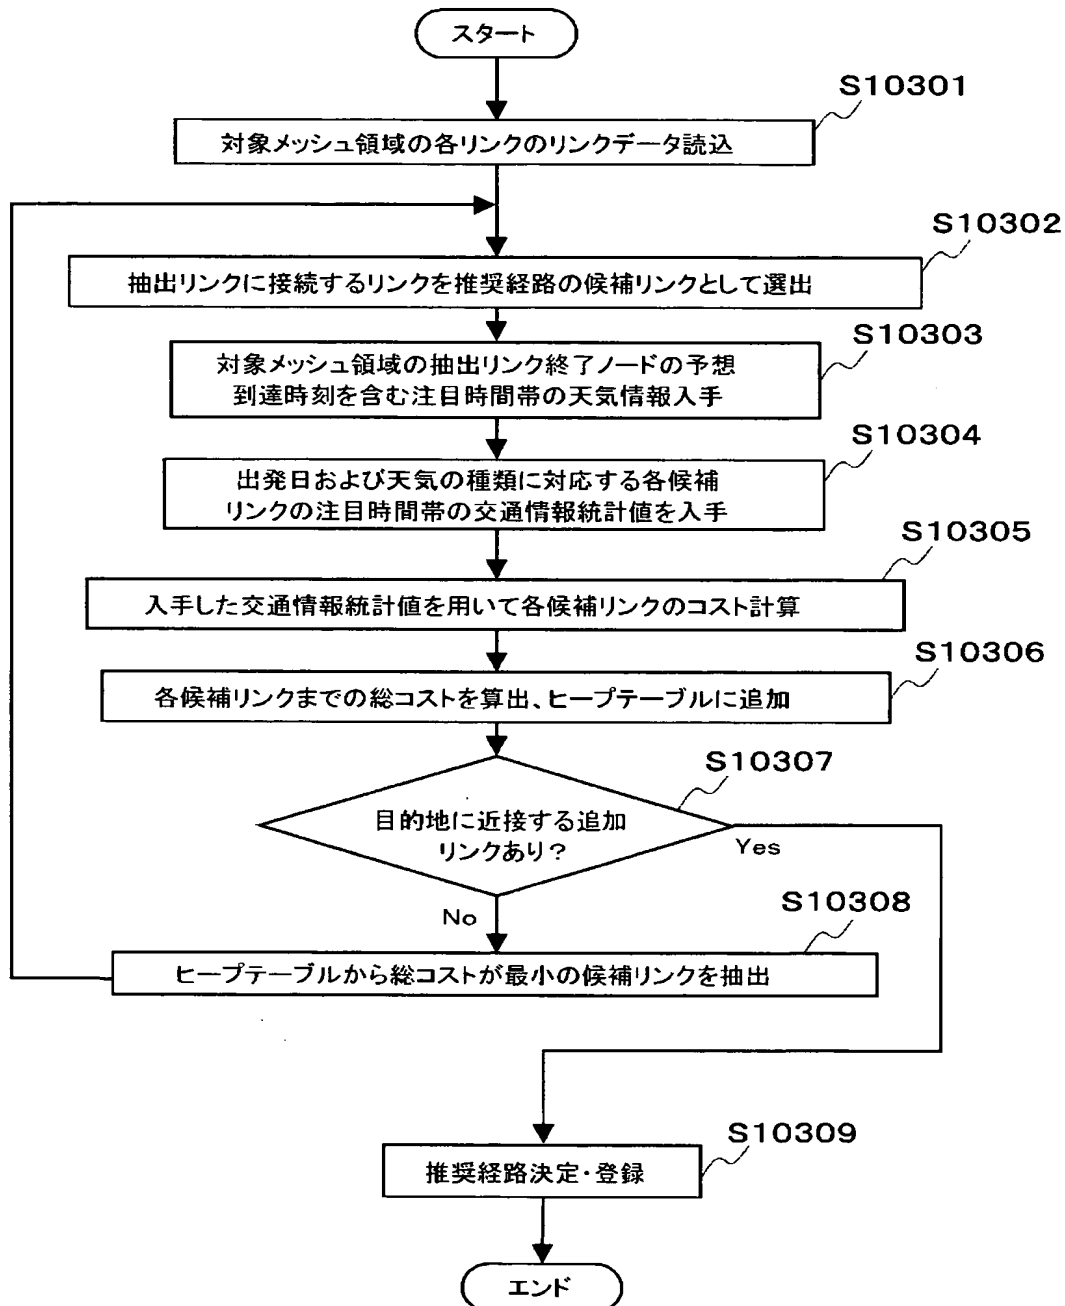 スタート
S10301
対象メッシュ領域の各リンクのリンクデータ読込
S10302
抽出リンクに接続するリンクを推奨経路の候補リンクとして選出
S10303
対象メッシュ領域の抽出リンク終了ノードの予想
到達時刻を含む注目時間帯の天気情報入手
S10304
出発日および天気の種類に対応する各候補
リンクの注目時間帯の交通情報統計値を入手
S10305
入手した交通情報統計値を用いて各候補リンクのコスト計算
S10306
各候補リンクまでの総コストを算出、ヒープテーブルに追加
S10307
目的地に近接する追加
リンクあり?
Yes
No
S10308
ヒープテーブルから総コストが最小の候補リンクを抽出
S10309
推奨経路決定・登録
エンド